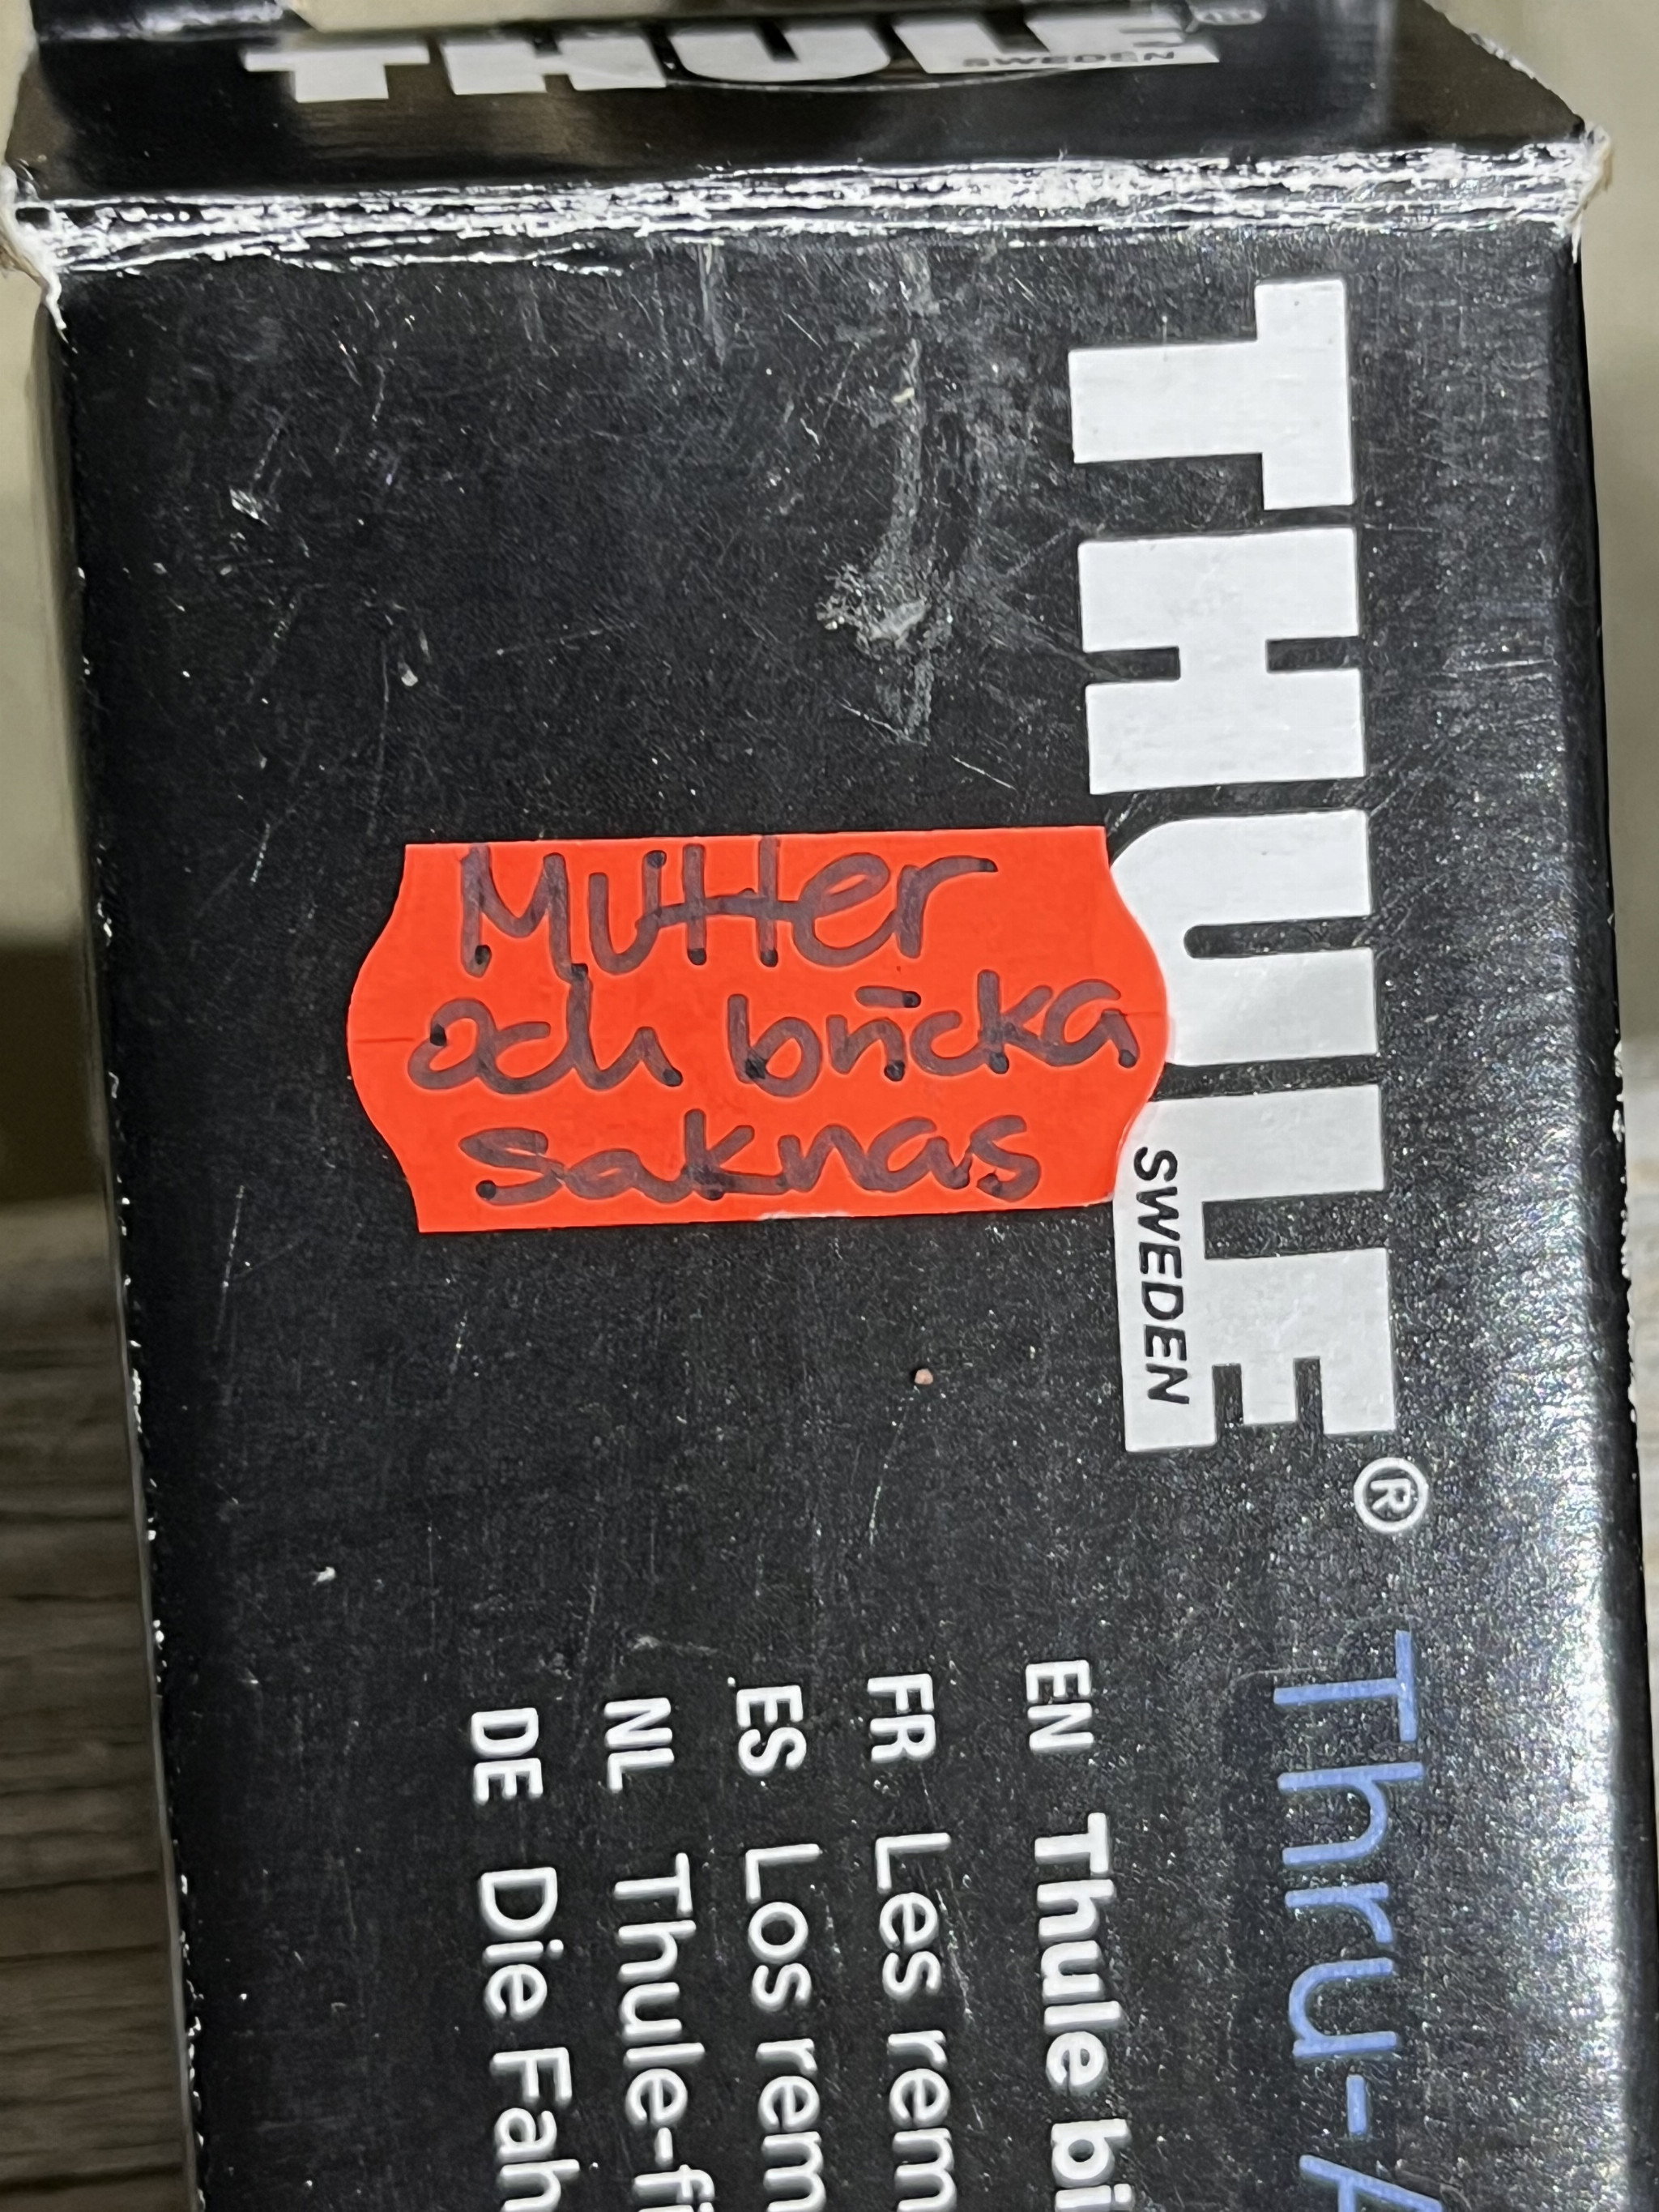 THULE
SWEDEN
Mutter
och bricka
saknas
THULE®
SWEDEN
Thru-A
EN Thule bi
FR Les rem
ES Los rem
NL Thule-fi
DE Die Fah